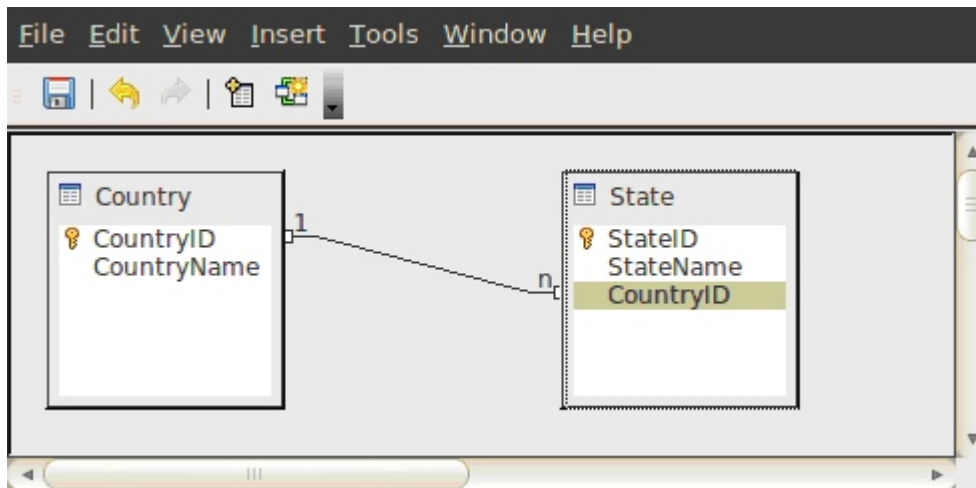 File Edit View Insert Tools Window Help
Country
CountryID
CountryName
1
n
State
StateID
StateName
CountryID